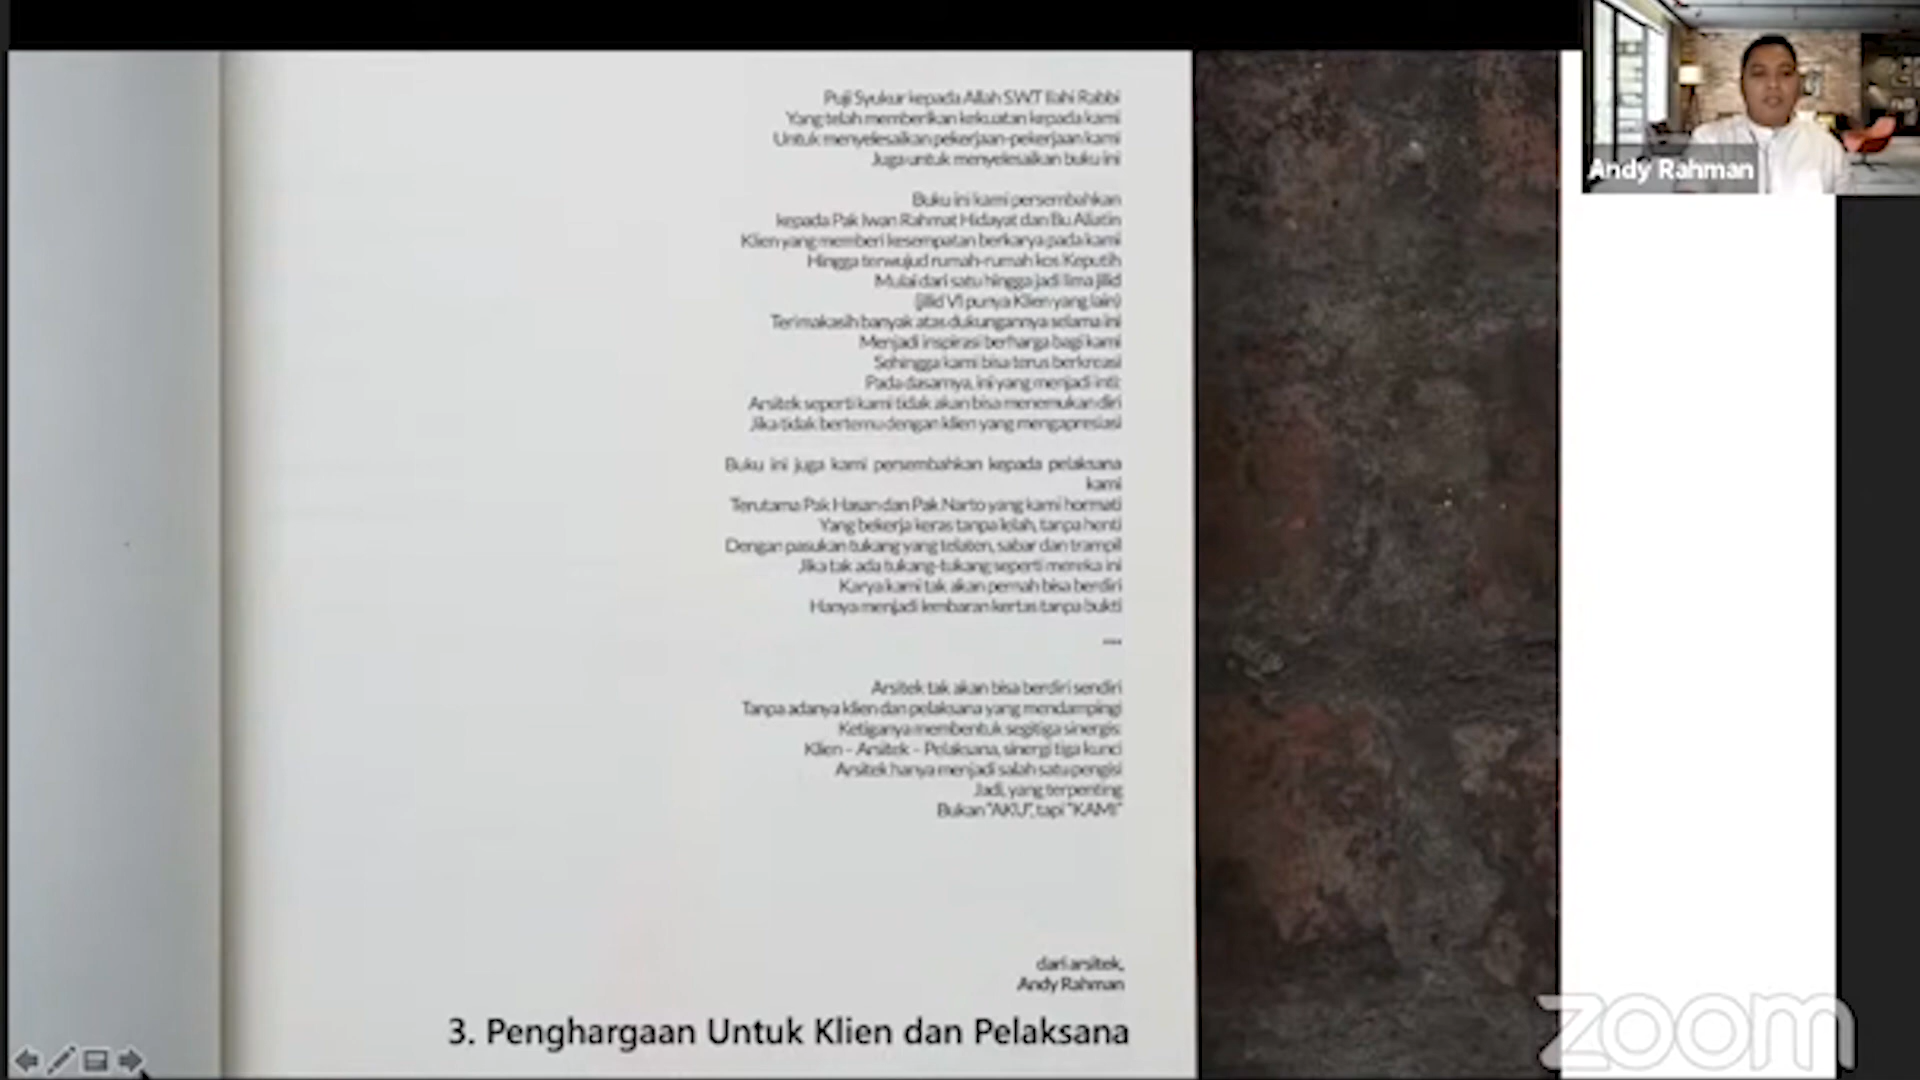 Puji Syukur kepada Allah SWT Ilahi Rabbi
Yang telah memberikan kekuatan kepada kami
Untuk menyelesaikan pekerjaan-pekerjaan kami
Juga untuk menyelesaikan buku ini
Buku ini kami persembahkan
kepada Pak Iwan Rahmat Hidayat dan Bu Aliatin
Klien yang memberi kesempatan berkarya pada kami
Hingga terwujud rumah-rumah kos Keputih
Mulai dari satu hingga jadi lima jilid
(jilid VI punya Klien yang lain)
Terimakasih banyak atas dukungannya selama ini
Menjadi inspirasi berharga bagi kami
Sehingga kami bisa terus berkreasi
Pada dasarnya, ini yang menjadi inti:
Arsitek seperti kami tidak akan bisa menemukan diri
Jika tidak bertemu dengan klien yang mengapresiasi
Buku ini juga kami persembahkan kepada pelaksana
kami
Terutama Pak Hasan dan Pak Narto yang kami hormati
Yang bekerja keras tanpa lelah, tanpa henti
Dengan pasukan tukang yang telaten, sabar dan trampil
Jika tak ada tukang-tukang seperti mereka ini
Karya kami tak akan pernah bisa berdiri
Hanya menjadi lembaran kertas tanpa bukti
---
Arsitek tak akan bisa berdiri sendiri
Tanpa adanya klien dan pelaksana yang mendampingi
Ketiganya membentuk segitiga sinergis:
Klien - Arsitek - Pelaksana, sinergi tiga kunci
Arsitek hanya menjadi salah satu pengisi
Jadi, yang terpenting
Bukan "AKU", tapi "KAMI"
dari arsitek,
Andy Rahman
3. Penghargaan Untuk Klien dan Pelaksana
Andy Rahman
zoom